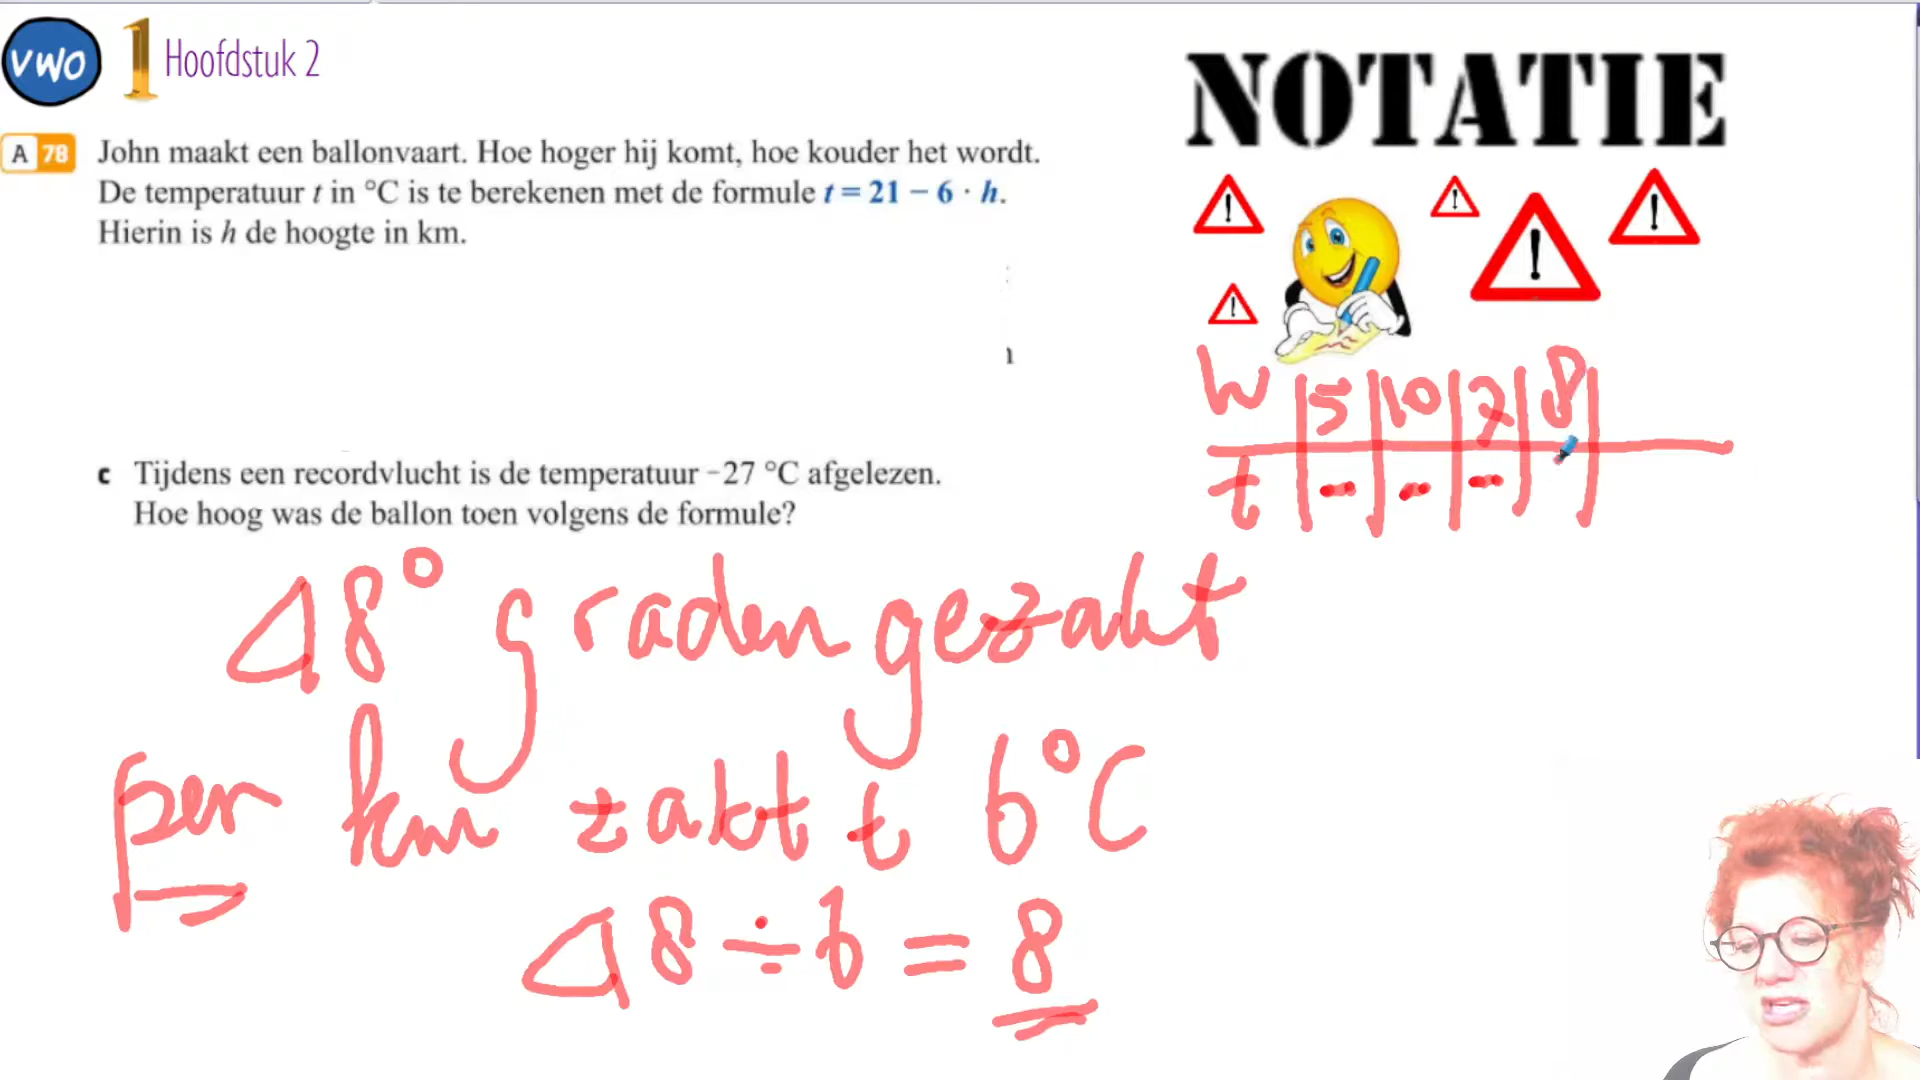 VWO 1 Hoofdstuk 2
NOTATIE
A 78 John maakt een ballonvaart. Hoe hoger hij komt, hoe kouder het wordt.
De temperatuur t in °C is te berekenen met de formule t = 21 − 6 · h.
Hierin is h de hoogte in km.
h 5 10 7 8
t - - -
c Tijdens een recordvlucht is de temperatuur −27 °C afgelezen.
Hoe hoog was de ballon toen volgens de formule?
48° graden gezakt
per km zakt t 6°C
48 ÷ 6 = 8